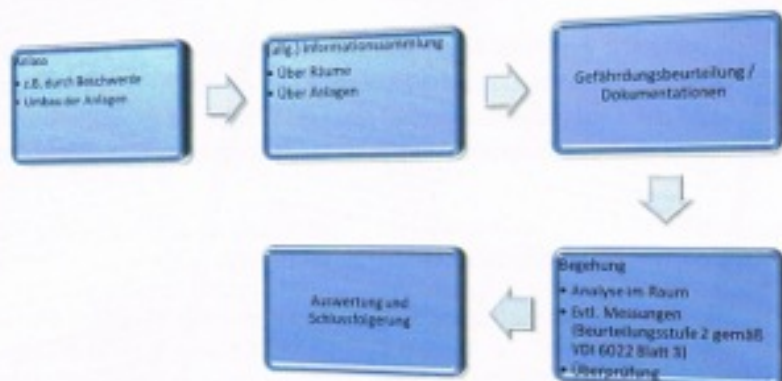 Anlass
• z.B. durch Beschwerde
• Umbau der Anlagen
(allg.) Informationssammlung
• Über Räume
• Über Anlagen
Gefährdungsbeurteilung /
Dokumentationen
Begehung
• Analyse im Raum
• Evtl. Messungen
(Beurteilungsstufe 2 gemäß
VDI 6022 Blatt 3)
• Überprüfung
Auswertung und
Schlussfolgerung